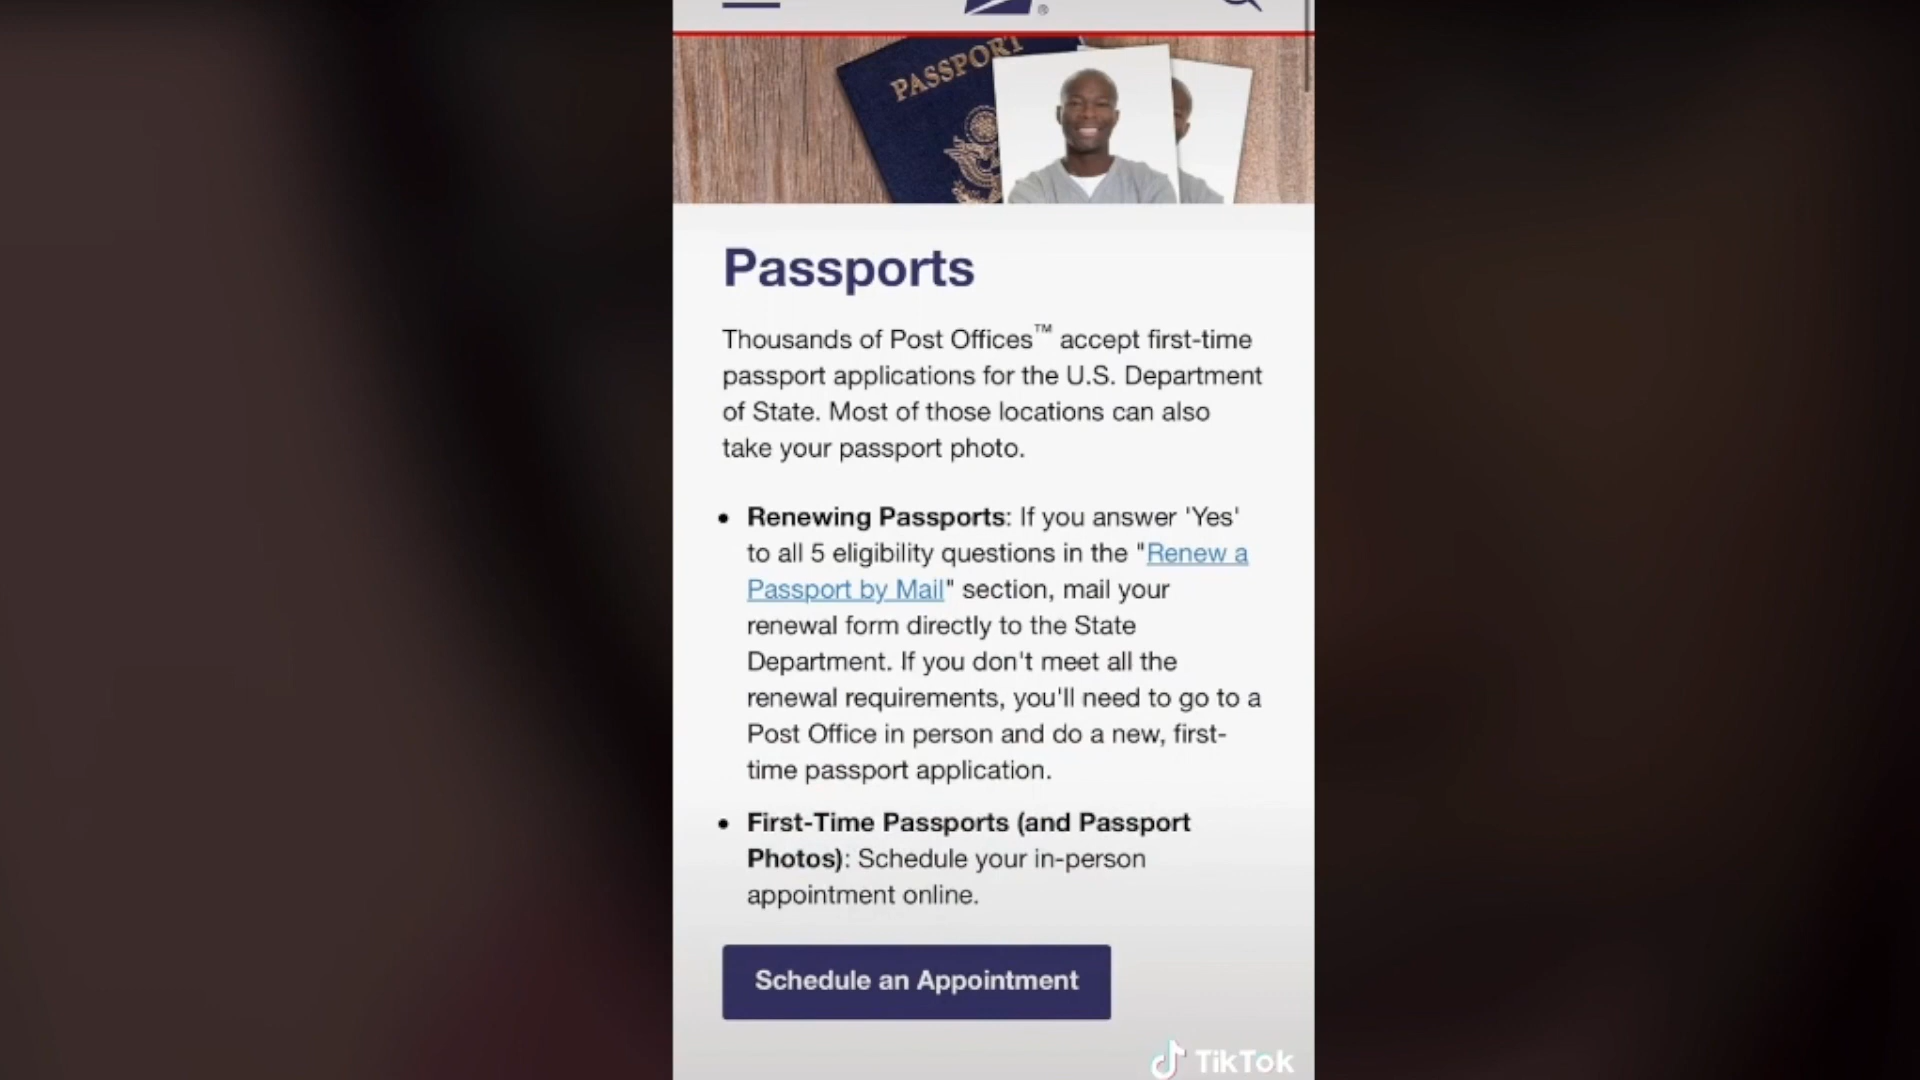 ®
PASSPORT
Passports
Thousands of Post Offices™ accept first-time
passport applications for the U.S. Department
of State. Most of those locations can also
take your passport photo.
• Renewing Passports: If you answer 'Yes'
to all 5 eligibility questions in the "Renew a
Passport by Mail" section, mail your
renewal form directly to the State
Department. If you don't meet all the
renewal requirements, you'll need to go to a
Post Office in person and do a new, first-
time passport application.
• First-Time Passports (and Passport
Photos): Schedule your in-person
appointment online.
Schedule an Appointment
TikTok